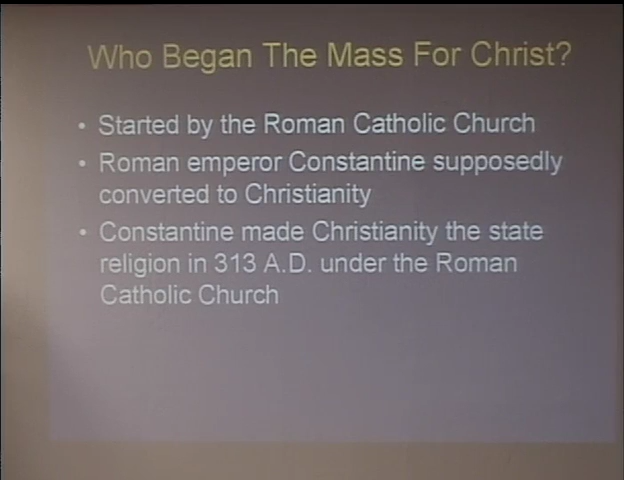 Who Began The Mass For Christ?
• Started by the Roman Catholic Church
• Roman emperor Constantine supposedly
converted to Christianity
• Constantine made Christianity the state
religion in 313 A.D. under the Roman
Catholic Church